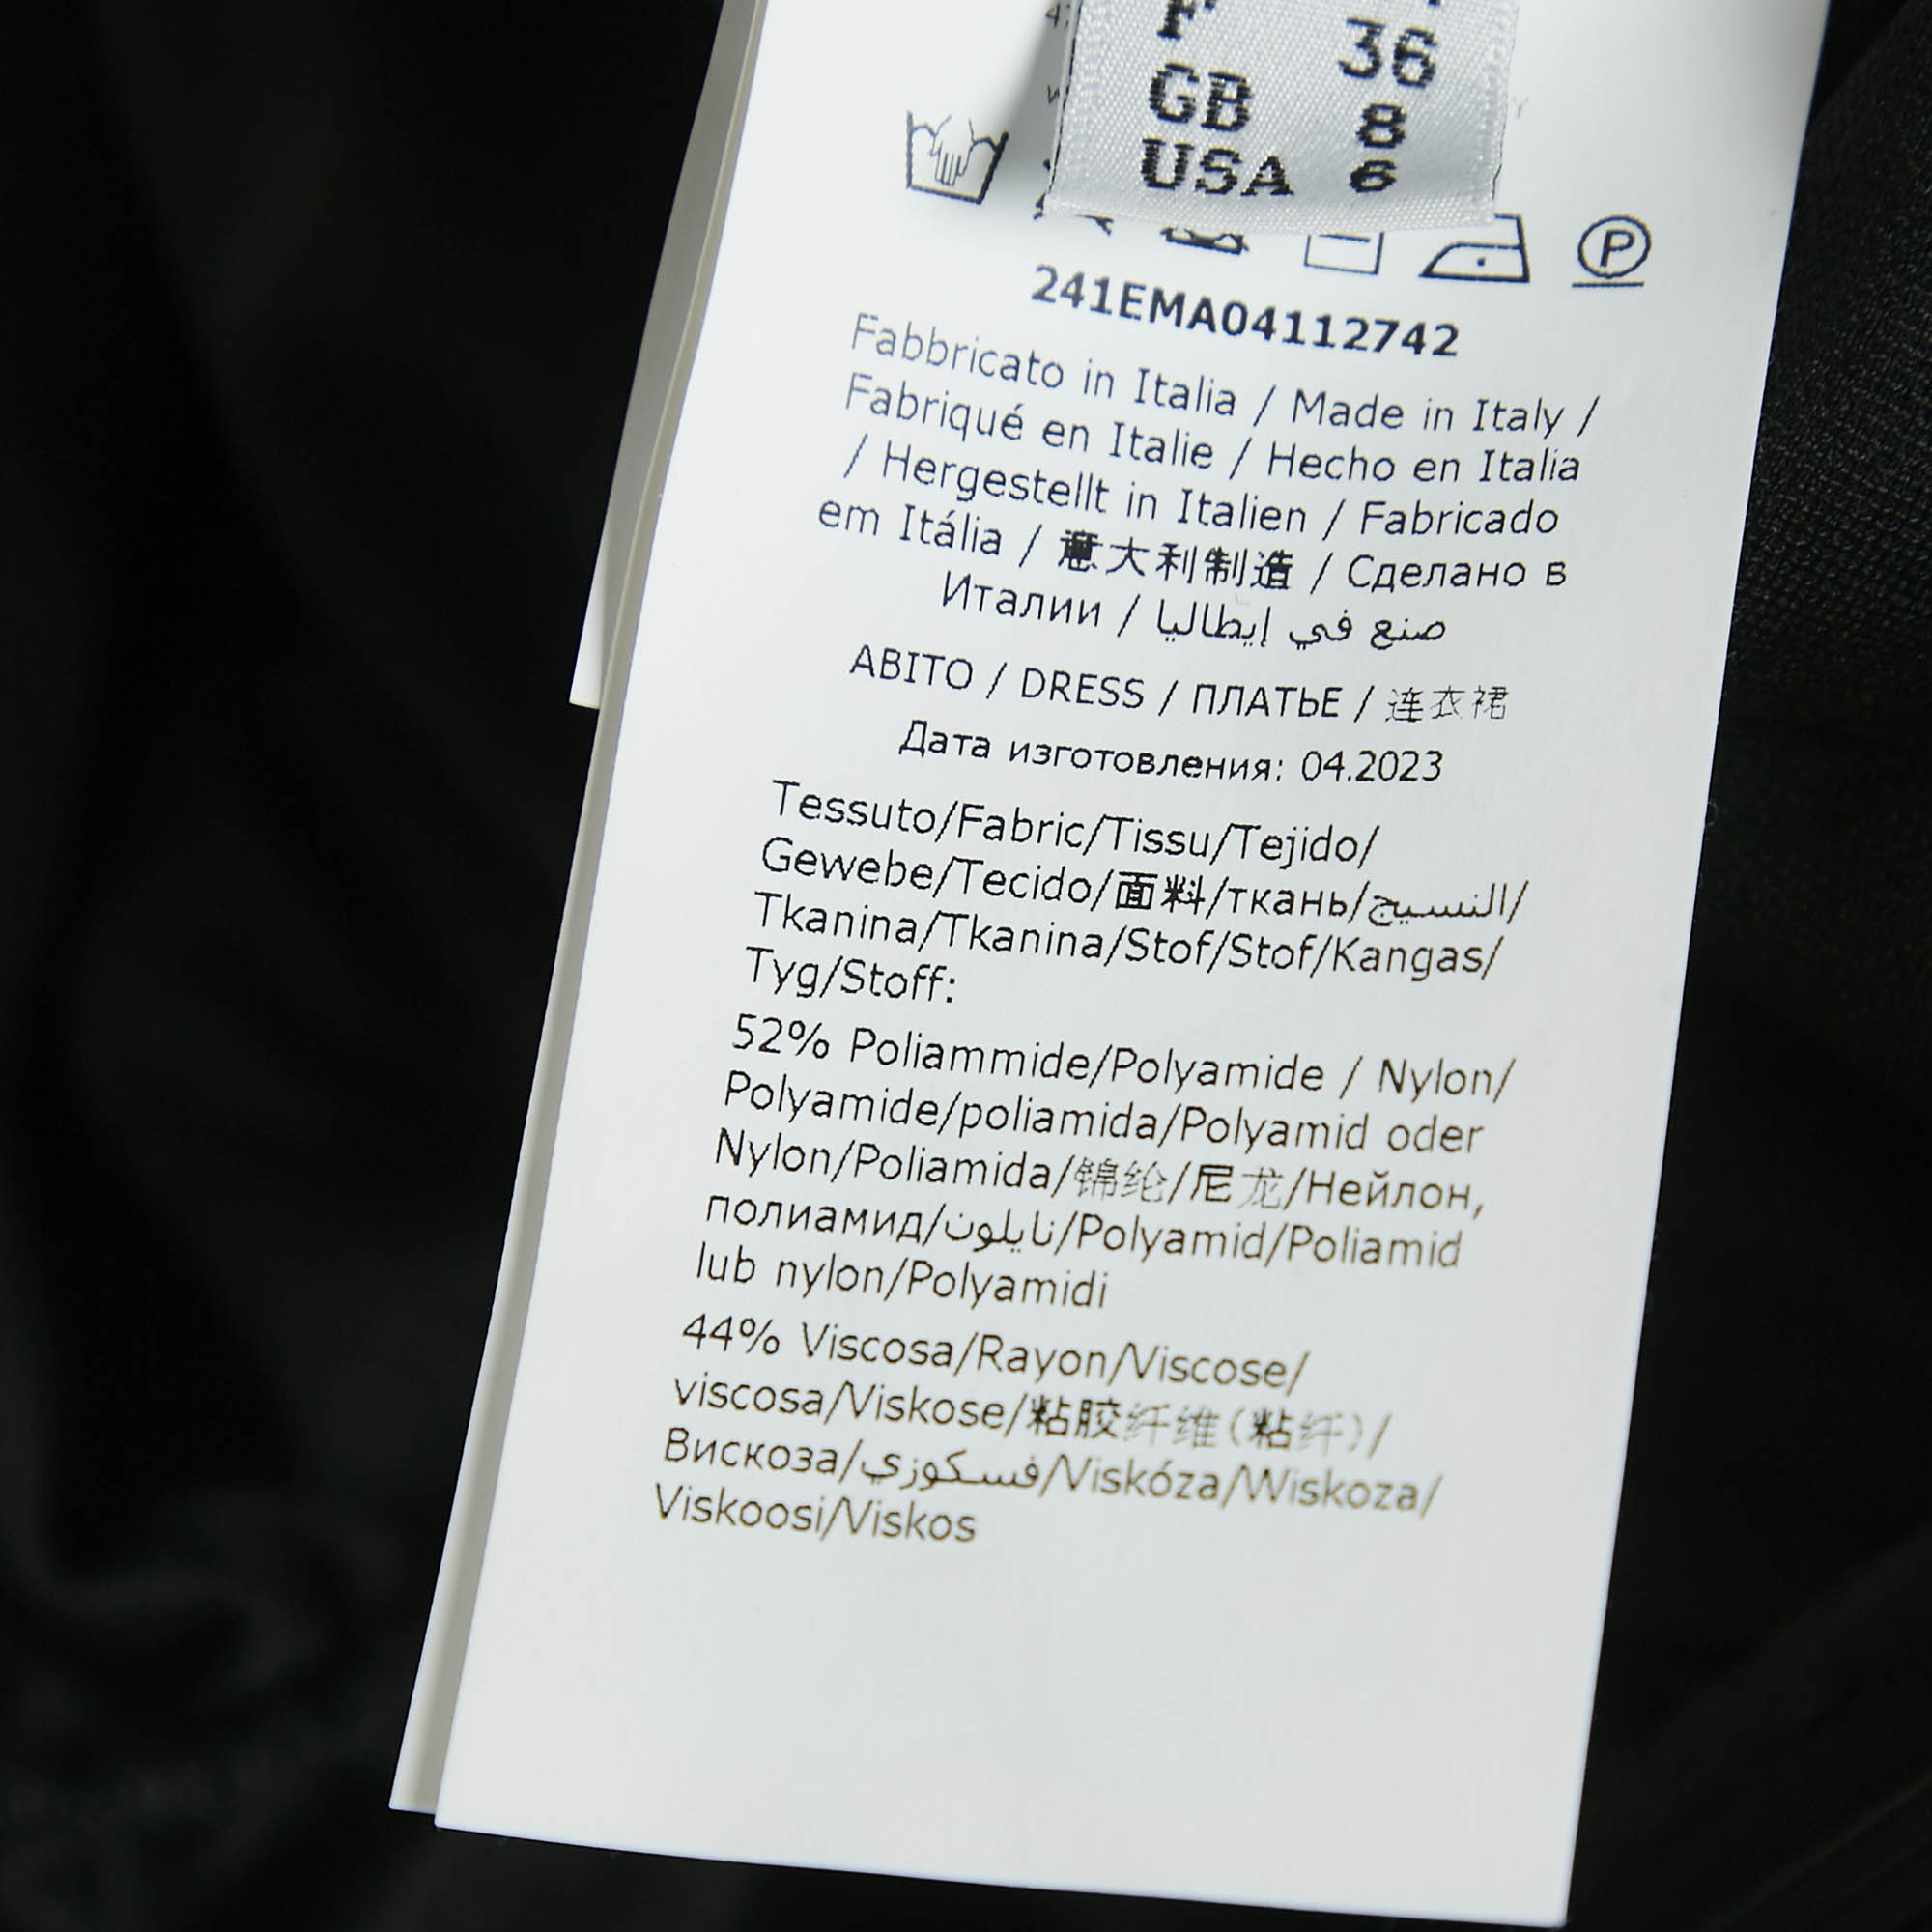 F 36
GB 8
USA 6
P
241EMA04112742
Fabbricato in Italia / Made in Italy /
Fabriqué en Italie / Hecho en Italia
/ Hergestellt in Italien / Fabricado
em Itália / 意大利制造 / Сделано в
Италии / صنع في إيطاليا
ABITO / DRESS / ПЛАТЬЕ / 连衣裙
Дата изготовления: 04.2023
Tessuto/Fabric/Tissu/Tejido/
Gewebe/Tecido/面料/ткань/النسيج/
Tkanina/Tkanina/Stof/Stof/Kangas/
Tyg/Stoff:
52% Poliammide/Polyamide / Nylon/
Polyamide/poliamida/Polyamid oder
Nylon/Poliamida/锦纶/尼龙/Нейлон,
полиамид/نايلون/Polyamid/Poliamid
lub nylon/Polyamidi
44% Viscosa/Rayon/Viscose/
viscosa/Viskose/粘胶纤维(粘纤)/
Вискоза/فسكوزي/Viskóza/Wiskoza/
Viskoosi/Viskos